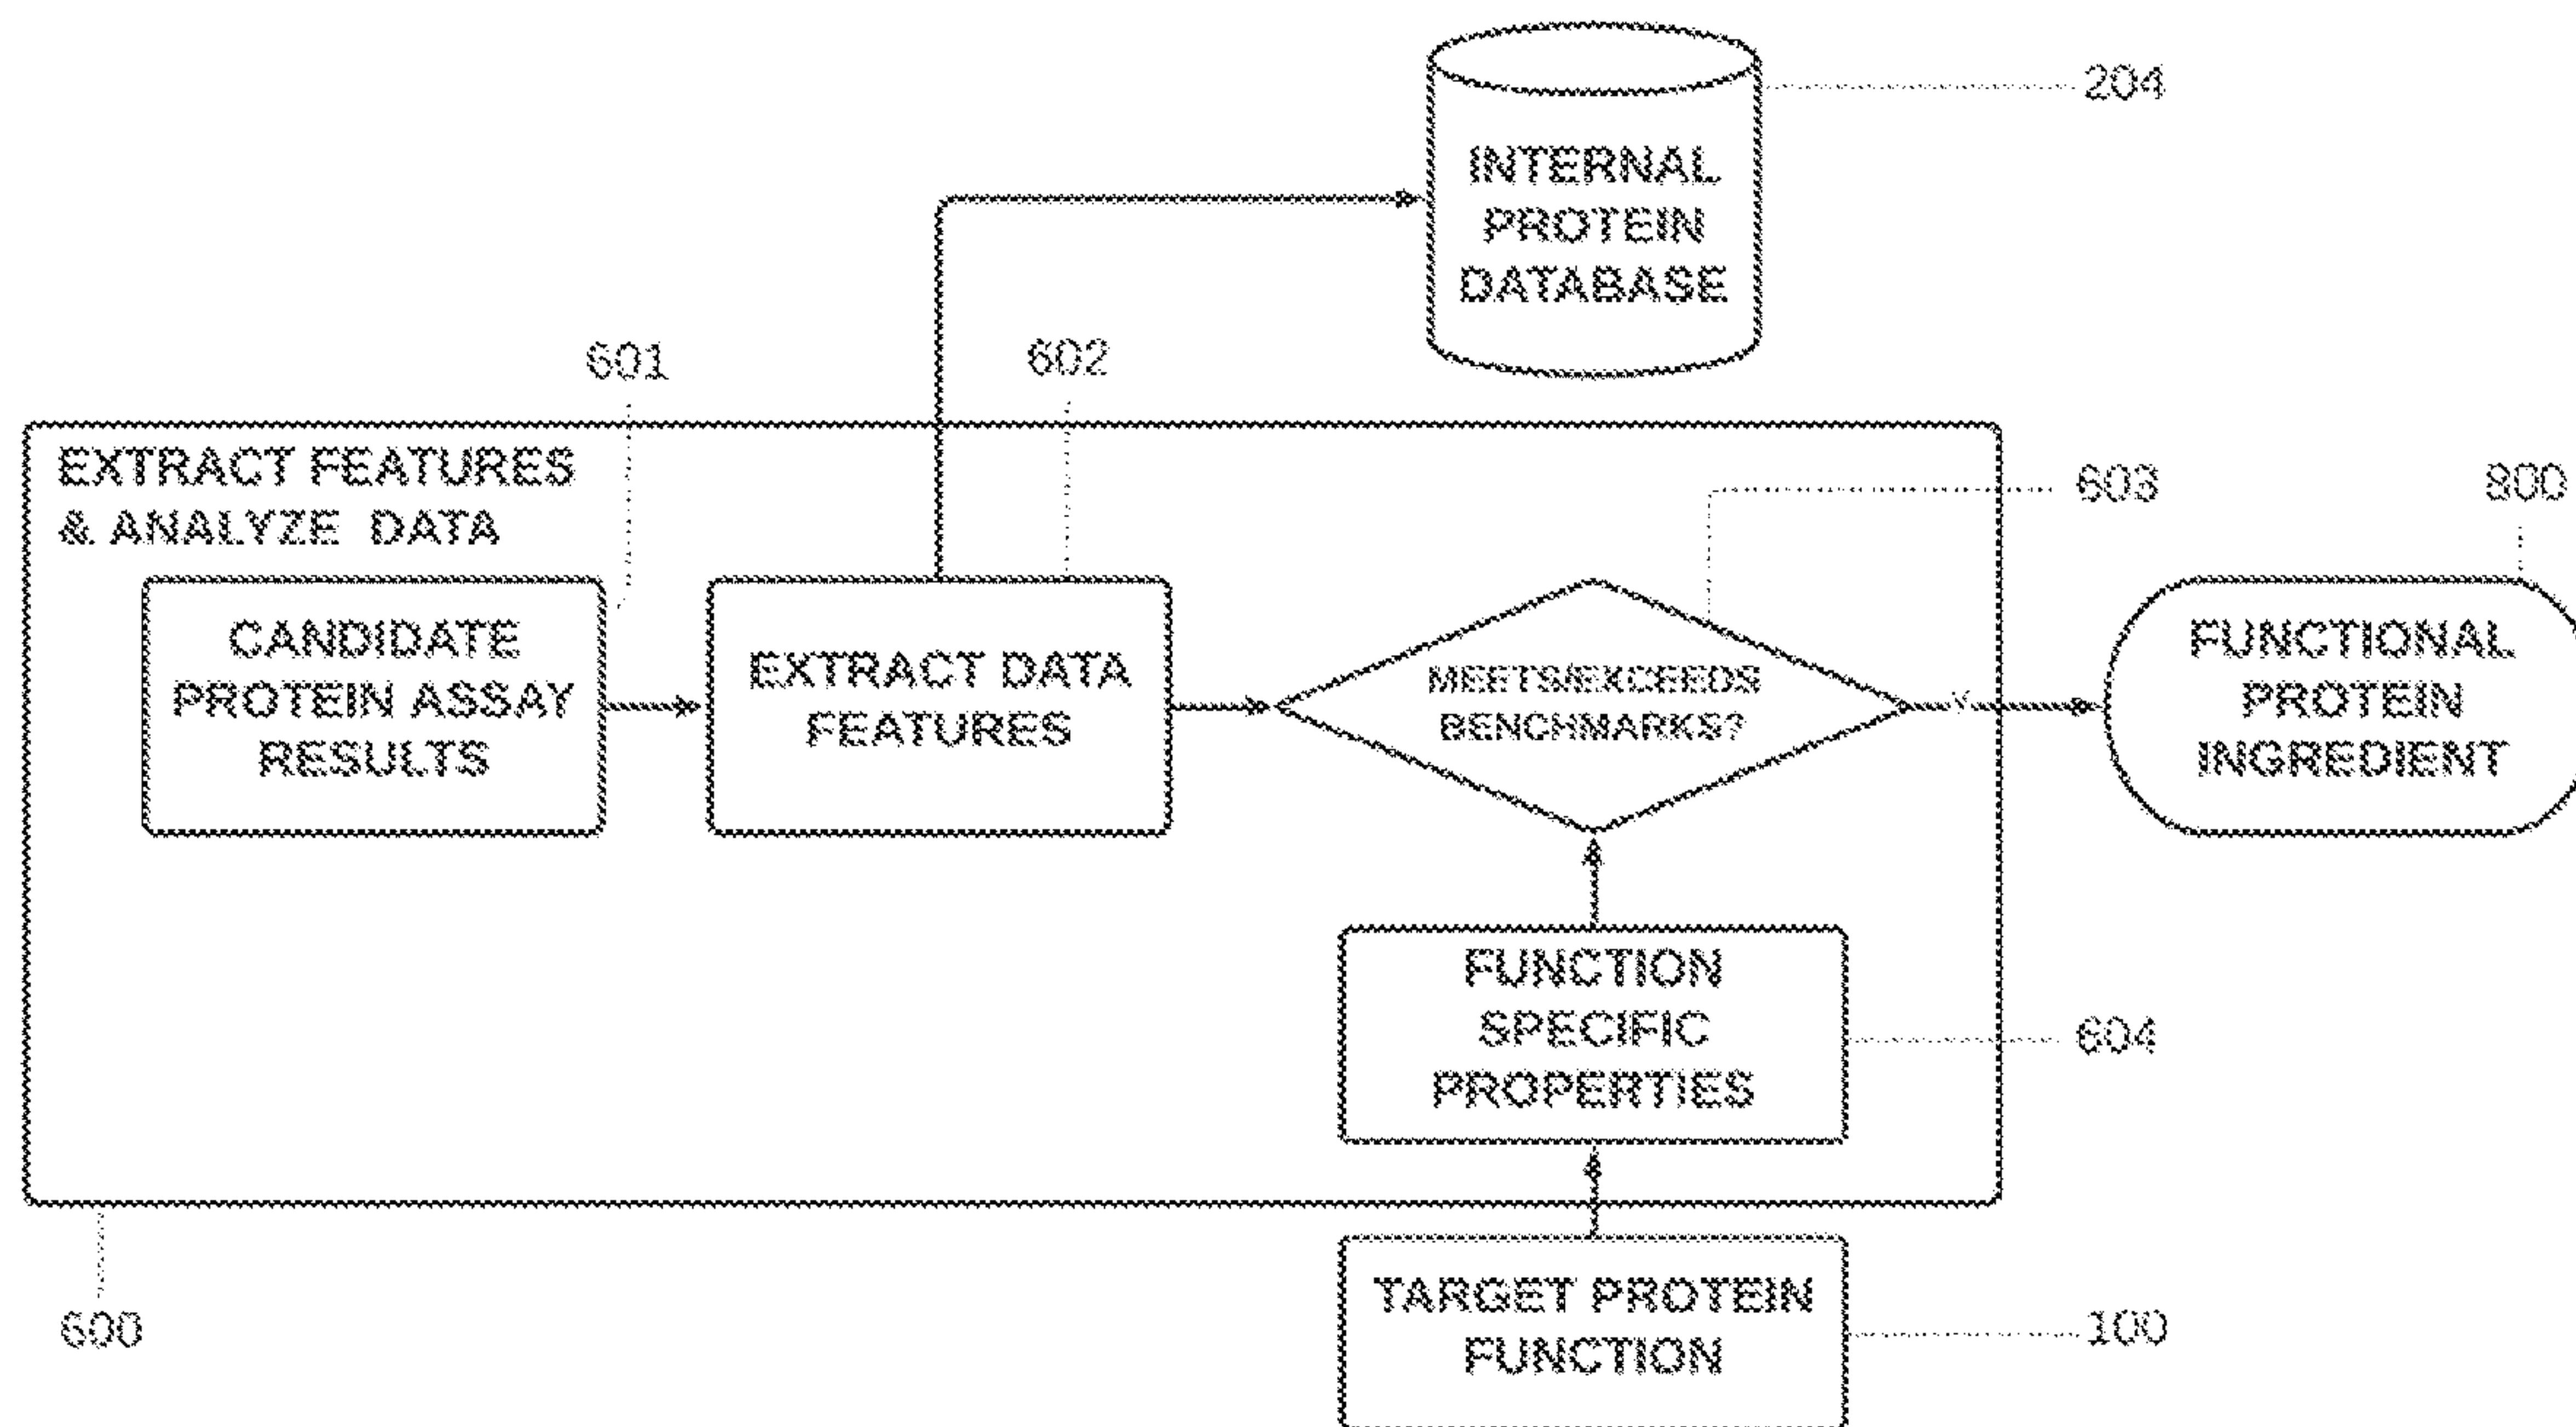 204
INTERNAL
PROTEIN
DATABASE
601
602
EXTRACT FEATURES
& ANALYZE DATA
603
800
CANDIDATE
PROTEIN ASSAY
RESULTS
EXTRACT DATA
FEATURES
MEETS/EXCEEDS
BENCHMARKS?
Y
FUNCTIONAL
PROTEIN
INGREDIENT
FUNCTION
SPECIFIC
PROPERTIES
604
600
TARGET PROTEIN
FUNCTION
100